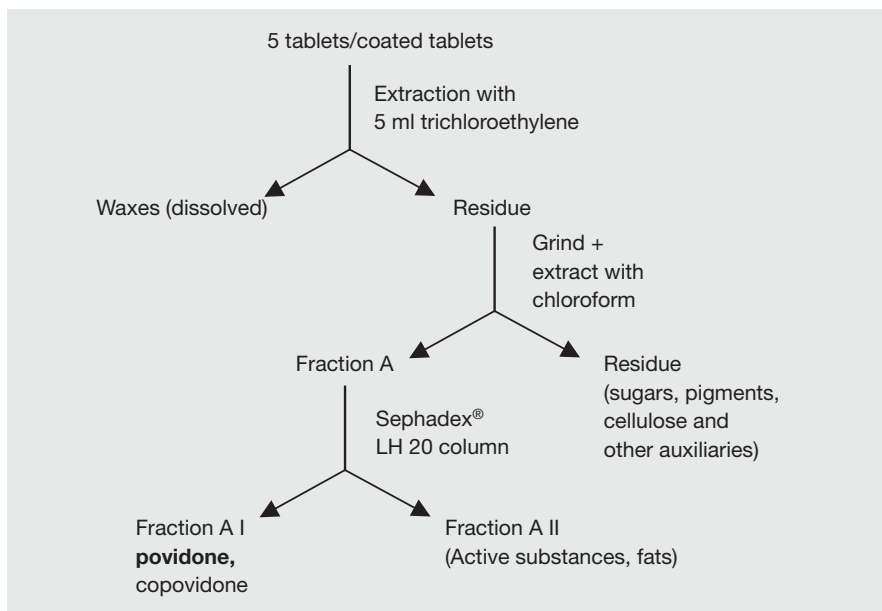 5 tablets/coated tablets
Extraction with
5 ml trichloroethylene
Waxes (dissolved)
Residue
Grind +
extract with
chloroform
Fraction A
Residue
(sugars, pigments,
cellulose and
other auxiliaries)
Sephadex®
LH 20 column
Fraction A I
povidone,
copovidone
Fraction A II
(Active substances, fats)